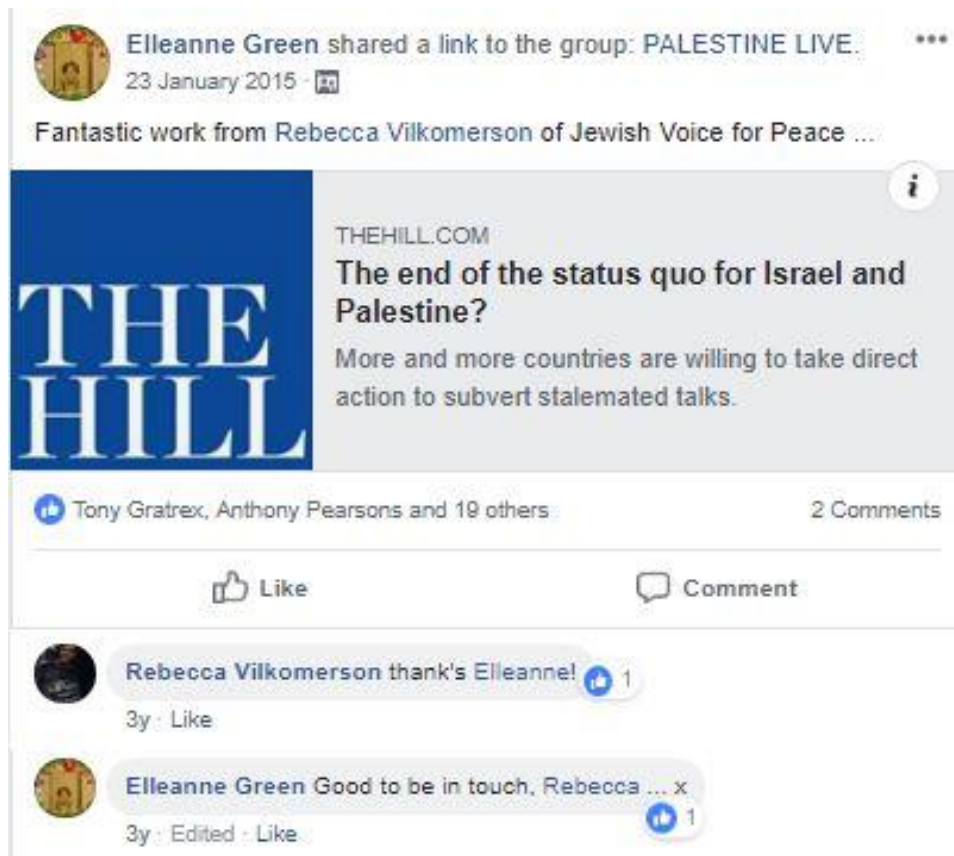 Elleanne Green shared a link to the group: PALESTINE LIVE.
23 January 2015 ·
Fantastic work from Rebecca Vilkomerson of Jewish Voice for Peace ...
i
THE
HILL
THEHILL.COM
The end of the status quo for Israel and
Palestine?
More and more countries are willing to take direct
action to subvert stalemated talks.
Tony Gratrex, Anthony Pearsons and 19 others 2 Comments
Like Comment
Rebecca Vilkomerson thank's Elleanne! 1
3y · Like
Elleanne Green Good to be in touch, Rebecca ... x
1
3y · Edited · Like